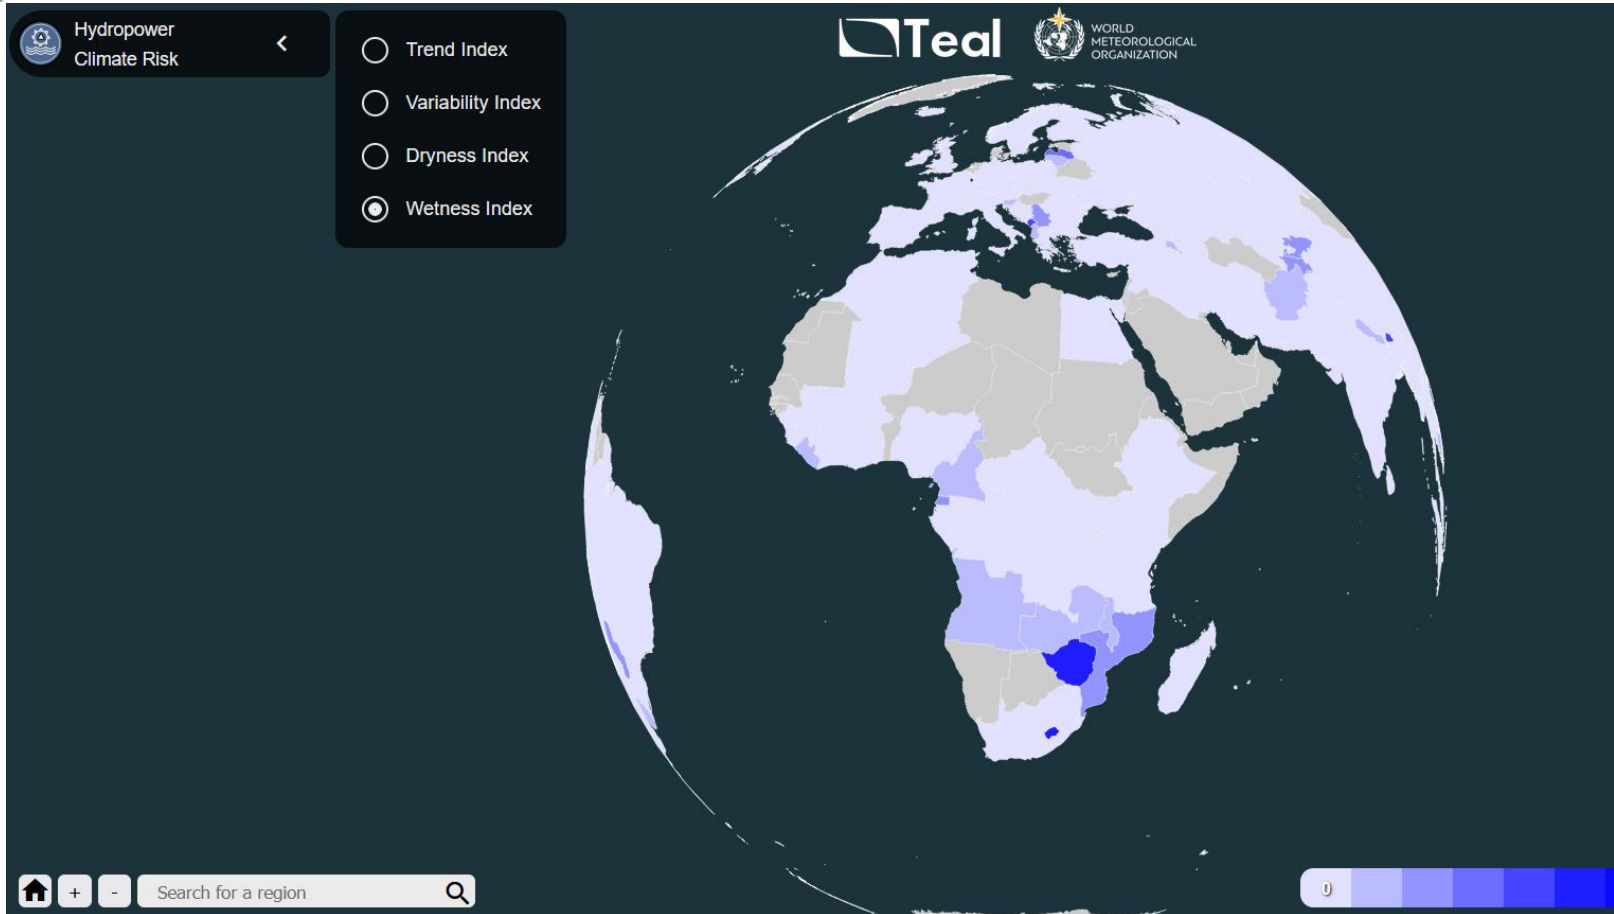 Hydropower
Climate Risk
Trend Index
Variability Index
Dryness Index
Wetness Index
Teal
WORLD
METEOROLOGICAL
ORGANIZATION
+
-
Search for a region
0